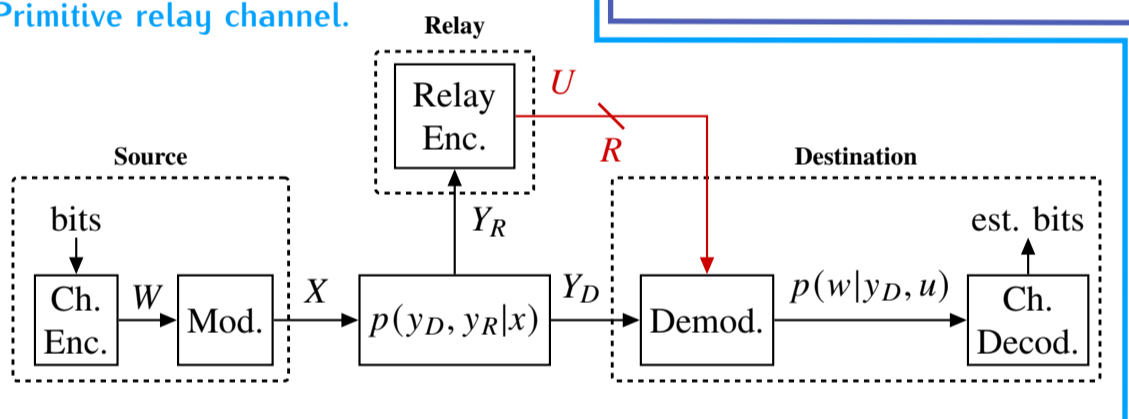 Primitive relay channel.
Relay
Relay
Enc.
U
R
Source
Destination
bits
Y_R
est. bits
Ch.
Enc.
W
Mod.
X
p(y_D, y_R|x)
Y_D
Demod.
p(w|y_D, u)
Ch.
Decod.